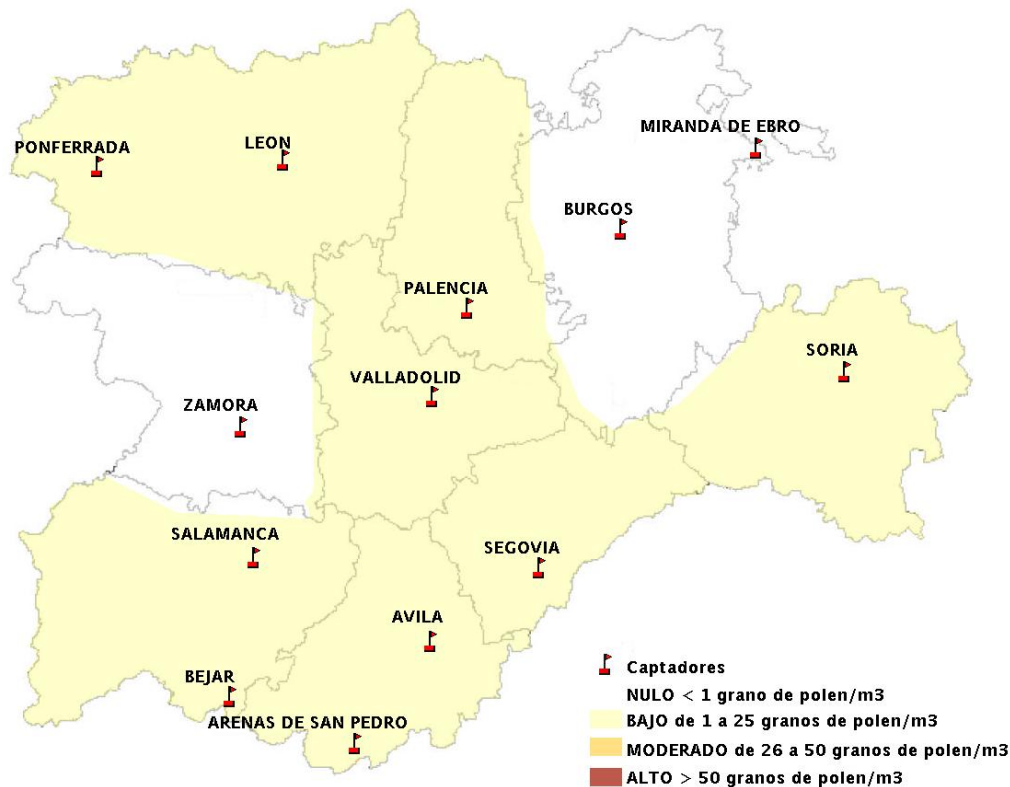 MIRANDA DE EBRO
LEON
PONFERRADA
BURGOS
PALENCIA
SORIA
VALLADOLID
ZAMORA
SALAMANCA
SEGOVIA
AVILA
BEJAR
ARENAS DE SAN PEDRO
Captadores
NULO < 1 grano de polen/m3
BAJO de 1 a 25 granos de polen/m3
MODERADO de 26 a 50 granos de polen/m3
ALTO > 50 granos de polen/m3